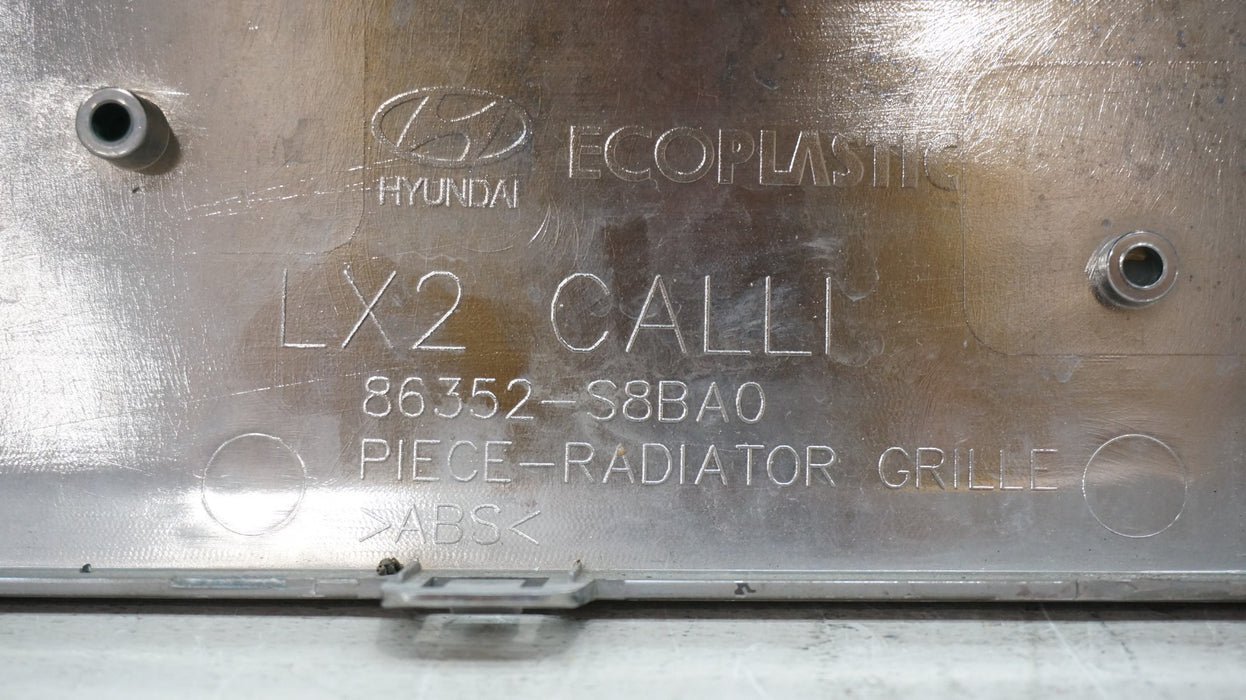 HYUNDAI ECOPLASTIC
LX2 CALLI
86352-S8BA0
PIECE-RADIATOR GRILLE
>ABS<